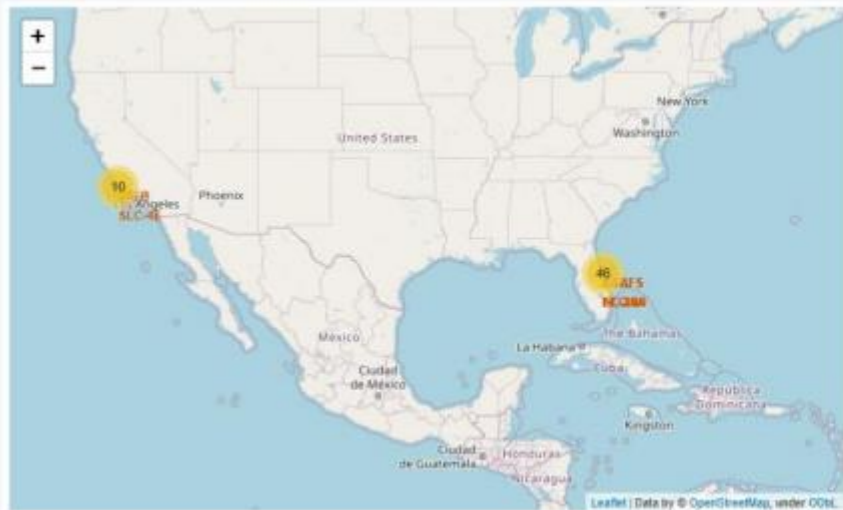 +
−
New York
Washington
United States
10
Angeles
Phoenix
SLC-4E
46
AFS
The Bahamas
México
La Habana
Cuba
Ciudad
de México
República
Dominicana
Kingston
Ciudad
de Guatemala
Honduras
Nicaragua
Leaflet | Data by © OpenStreetMap, under ODbL.